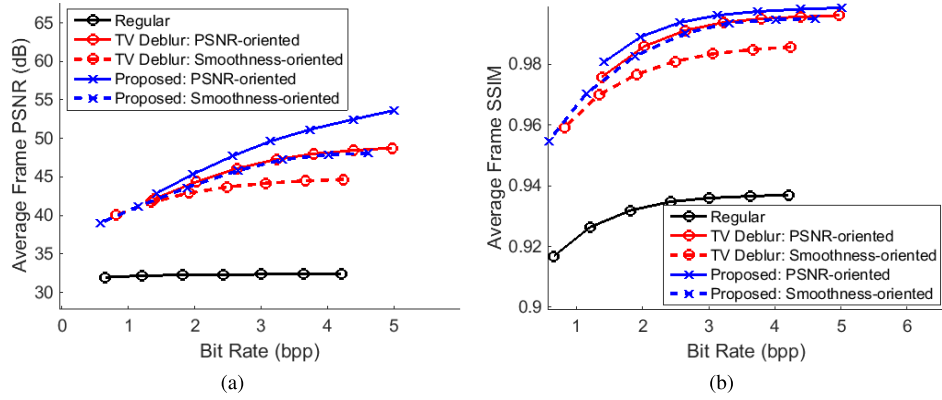 Average Frame PSNR (dB)
65
60
55
50
45
40
35
30
Regular
TV Deblur: PSNR-oriented
TV Deblur: Smoothness-oriented
Proposed: PSNR-oriented
Proposed: Smoothness-oriented
0 1 2 3 4 5
Bit Rate (bpp)
(a)
Average Frame SSIM
0.98
0.96
0.94
0.92
0.9
Regular
TV Deblur: PSNR-oriented
TV Deblur: Smoothness-oriented
Proposed: PSNR-oriented
Proposed: Smoothness-oriented
1 2 3 4 5 6
Bit Rate (bpp)
(b)